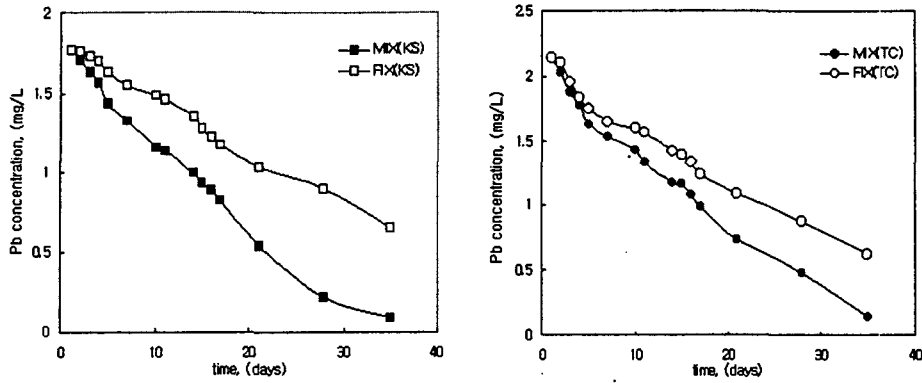 2
1.5
1
0.5
0
Pb concentration, (mg/L)
MIX(KS)
FIX(KS)
0 10 20 30 40
time, (days)
2.5
2
1.5
1
0.5
0
Pb concentration, (mg/L)
MIX(TC)
FIX(TC)
0 10 20 30 40
time, (days)